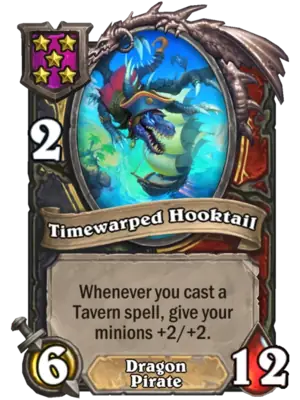 2
Timewarped Hooktail
Whenever you cast a
Tavern spell, give your
minions +2/+2.
6
Dragon
Pirate
12